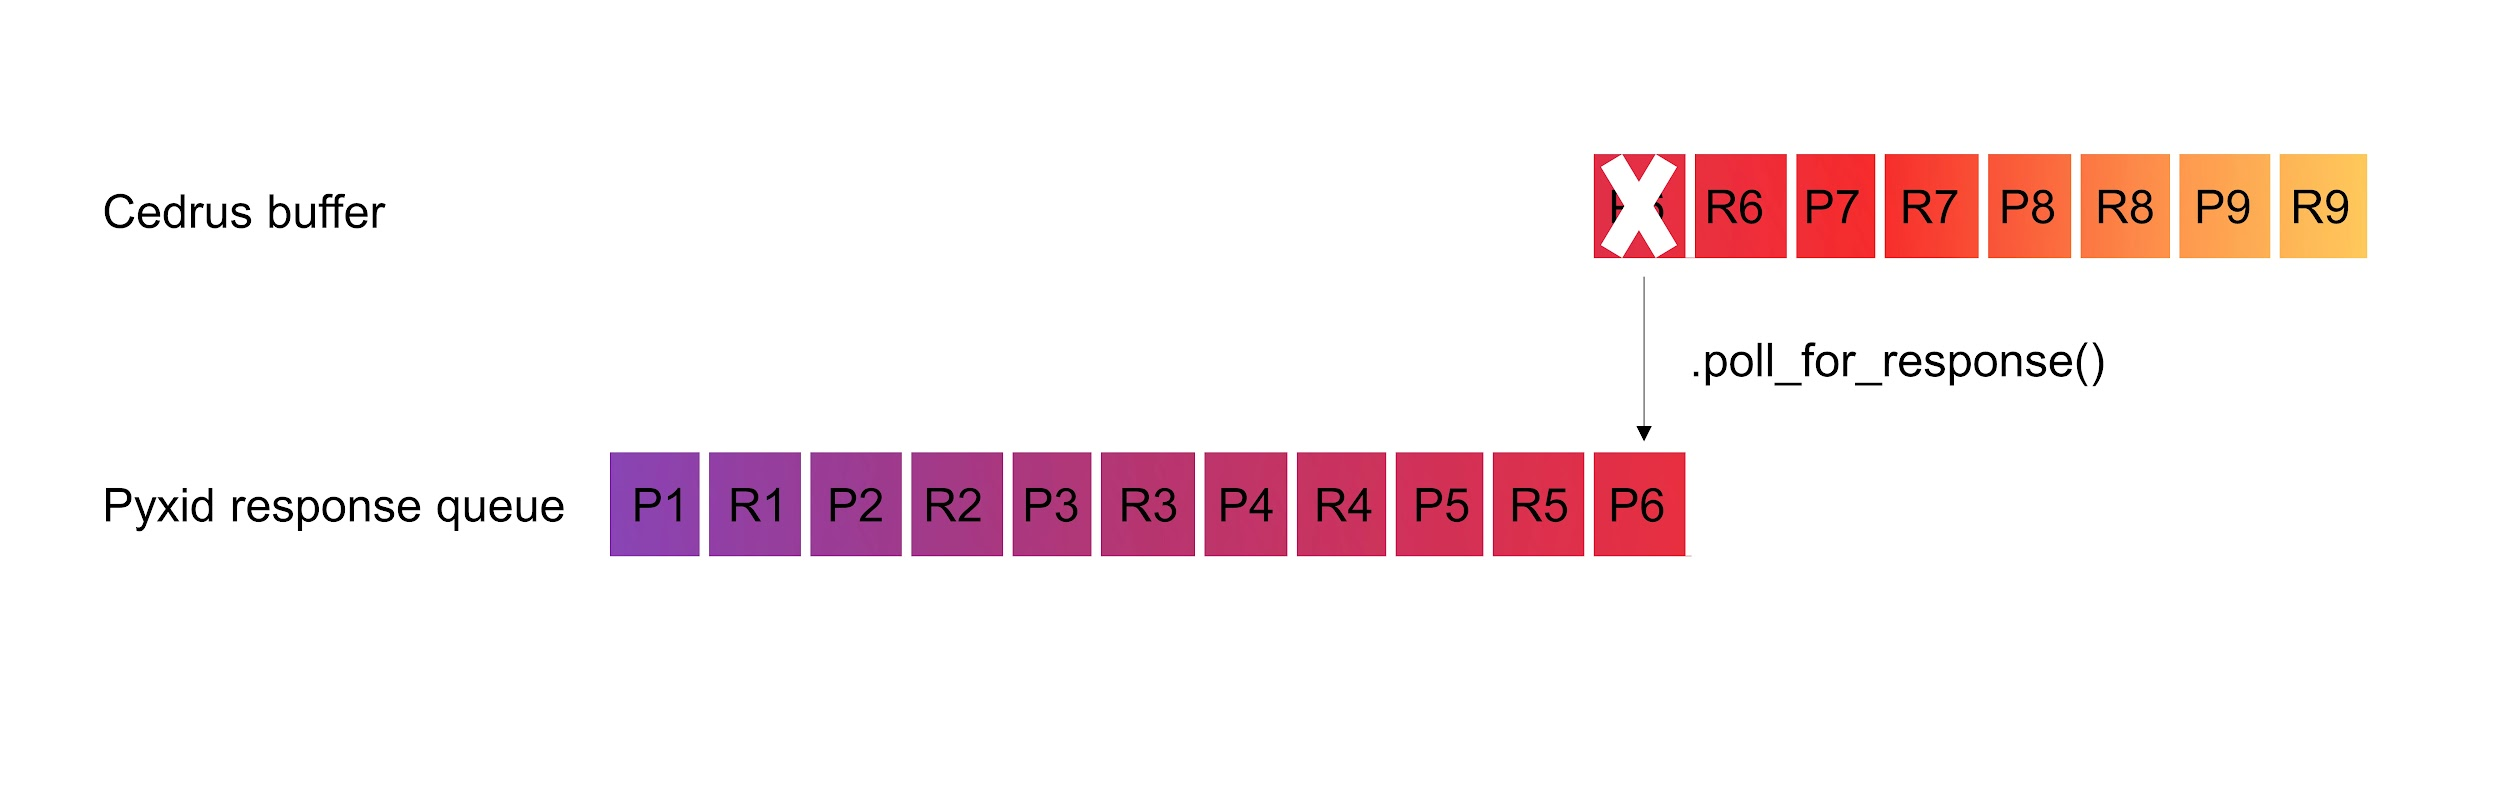 Cedrus buffer R6 P7 R7 P8 R8 P9 R9
.poll_for_response()
Pyxid response queue P1 R1 P2 R2 P3 R3 P4 R4 P5 R5 P6